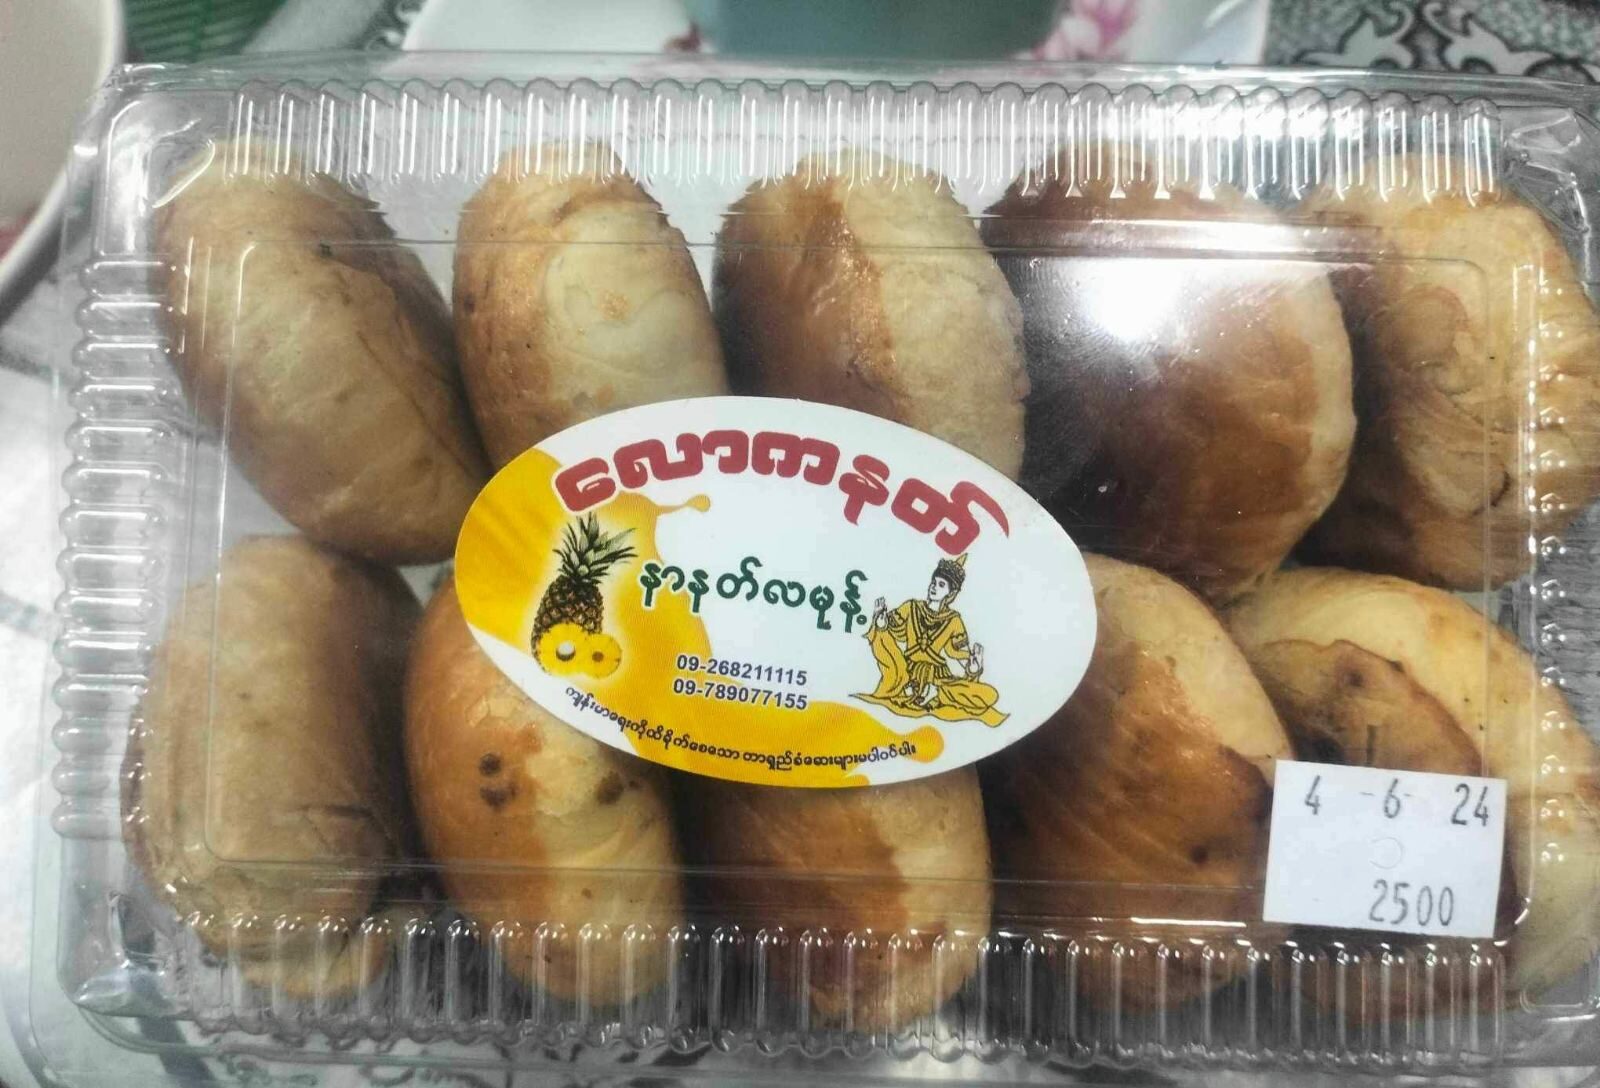 လောကနတ်
နာနတ်လမုန့်
09-268211115
09-789077155
ကျန်းမာရေးကိုထိခိုက်စေသော တာရှည်ခံဆေးများမပါဝင်ပါ။
4 -6- 24
2500